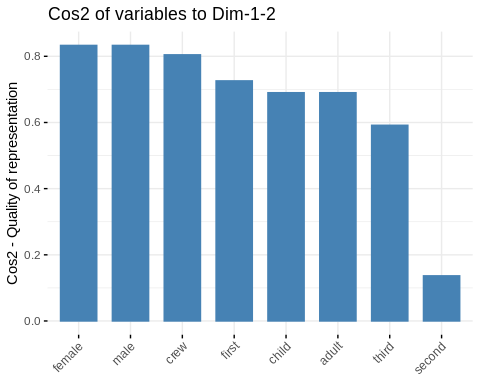 Cos2 of variables to Dim-1-2
Cos2 - Quality of representation
0.8
0.6
0.4
0.2
0.0
female
male
crew
first
child
adult
third
second